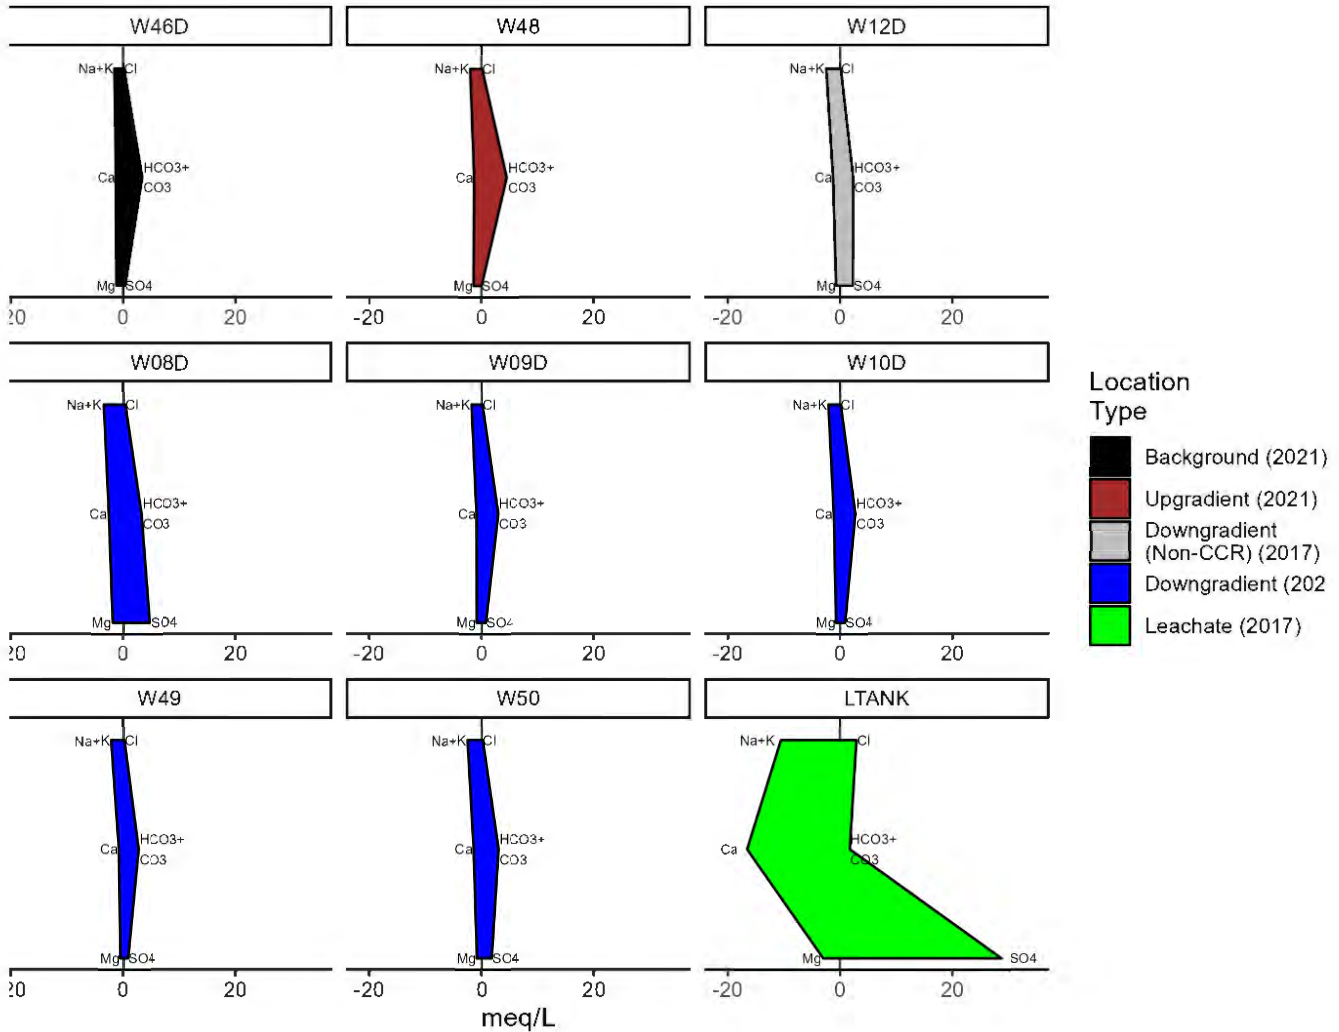 W46D
W48
W12D
Na+K Cl
Na+K Cl
Na+K Cl
Ca HCO3+
CO3
Ca HCO3+
CO3
Ca HCO3+
CO3
Mg SO4
Mg SO4
Mg SO4
20 0 20
-20 0 20
-20 0 20
W08D
W09D
W10D
Na+K Cl
Na+K Cl
Na+K Cl
Ca HCO3+
CO3
Ca HCO3+
CO3
Ca HCO3+
CO3
Mg SO4
Mg SO4
Mg SO4
20 0 20
-20 0 20
-20 0 20
W49
W50
LTANK
Na+K Cl
Na+K Cl
Na+K Cl
Ca HCO3+
CO3
Ca HCO3+
CO3
Ca HCO3+
CO3
Mg SO4
Mg SO4
Mg SO4
20 0 20
-20 0 20
-20 0 20
meq/L
Location
Type
Background (2021)
Upgradient (2021)
Downgradient
(Non-CCR) (2017)
Downgradient (202
Leachate (2017)